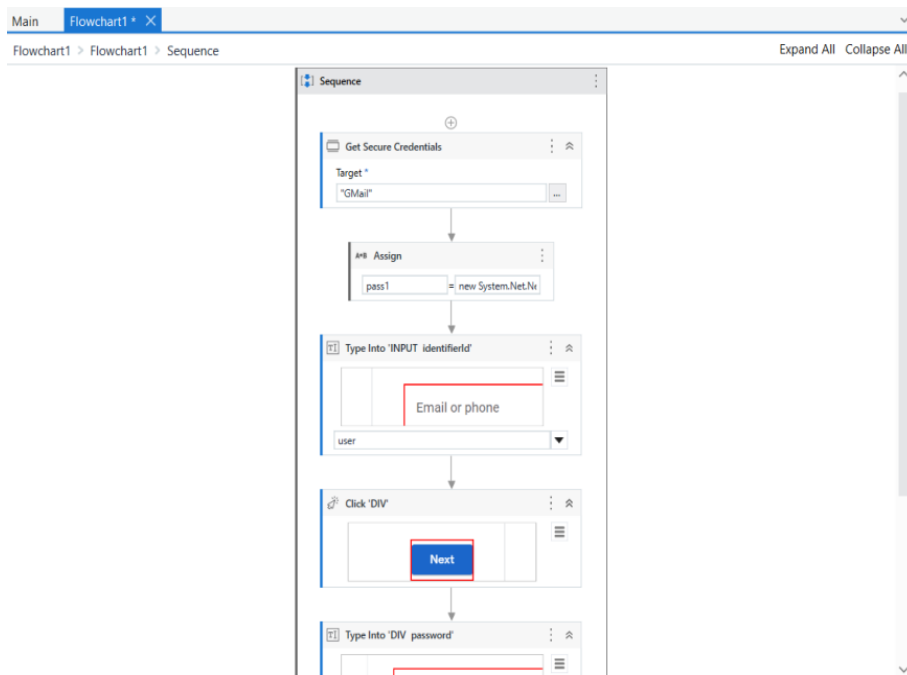 Main Flowchart1 *
Flowchart1 > Flowchart1 > Sequence Expand All Collapse All
Sequence
Get Secure Credentials
Target *
"GMail"
...
A+B Assign
pass1 = new System.Net.Ne
Type Into 'INPUT identifierId'
Email or phone
user
Click 'DIV'
Next
Type Into 'DIV password'